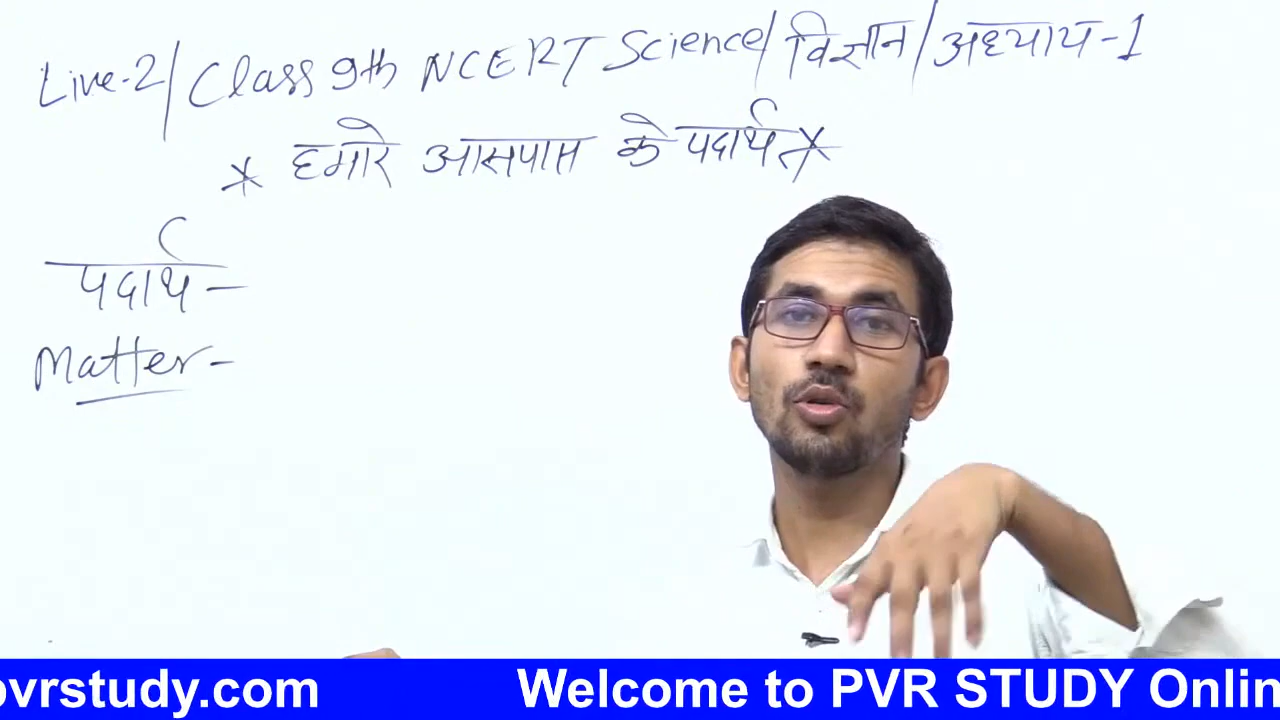 Live-2/Class 9th NCERT Science/विज्ञान/अध्याय-1
* हमारे आसपास के पदार्थ *
पदार्थ -
Matter -
pvrstudy.com Welcome to PVR STUDY Onlin